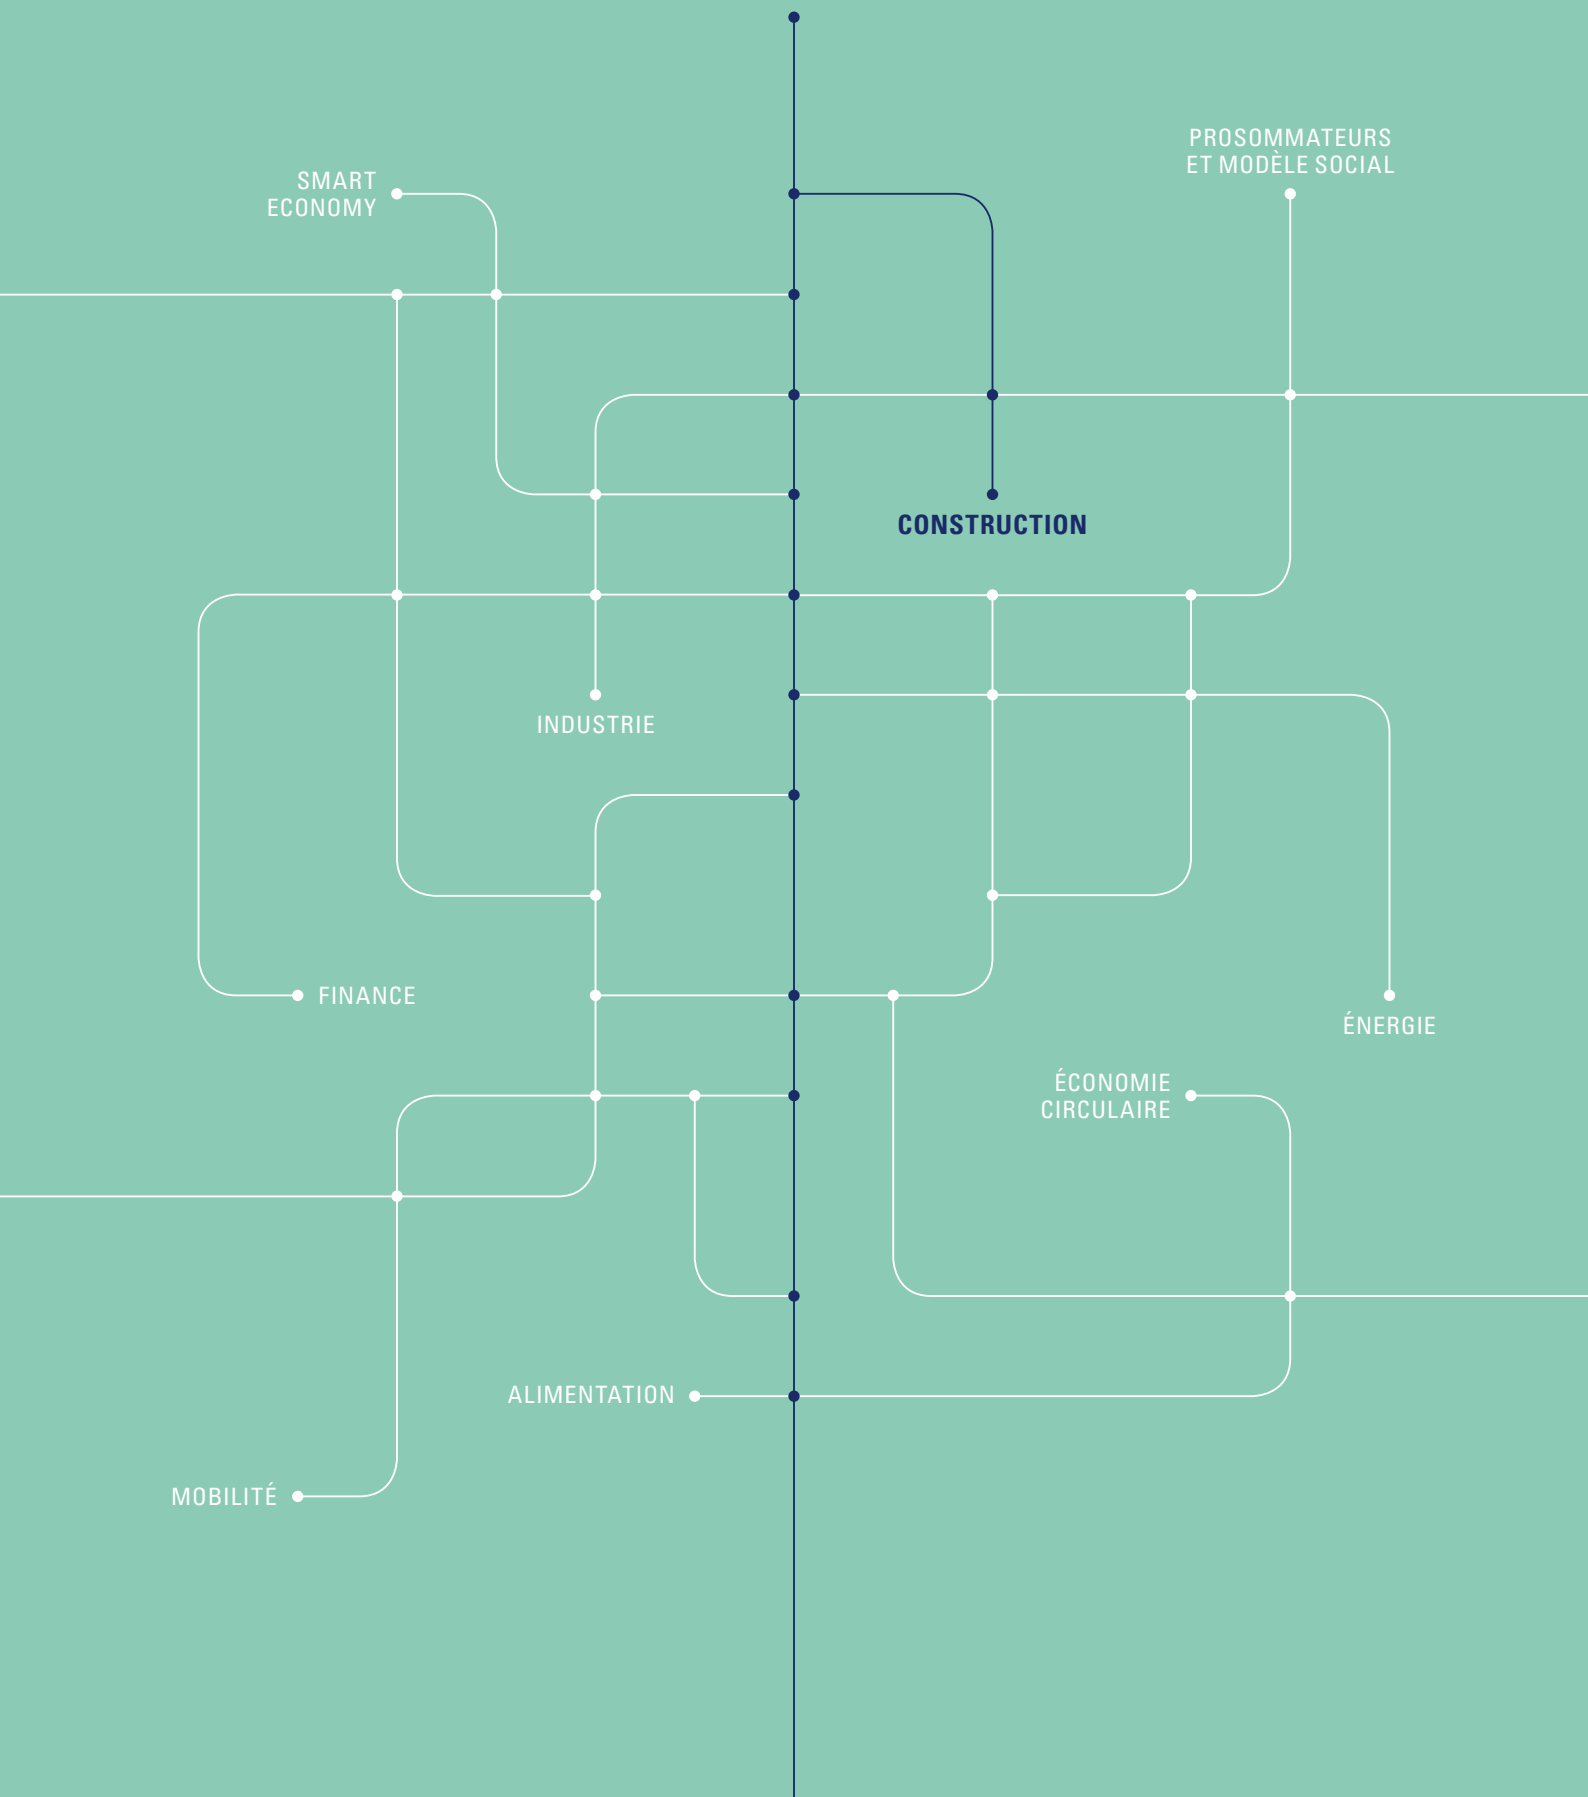 PROSOMMATEURS
ET MODÈLE SOCIAL
SMART
ECONOMY
CONSTRUCTION
INDUSTRIE
FINANCE
ÉNERGIE
ÉCONOMIE
CIRCULAIRE
ALIMENTATION
MOBILITÉ